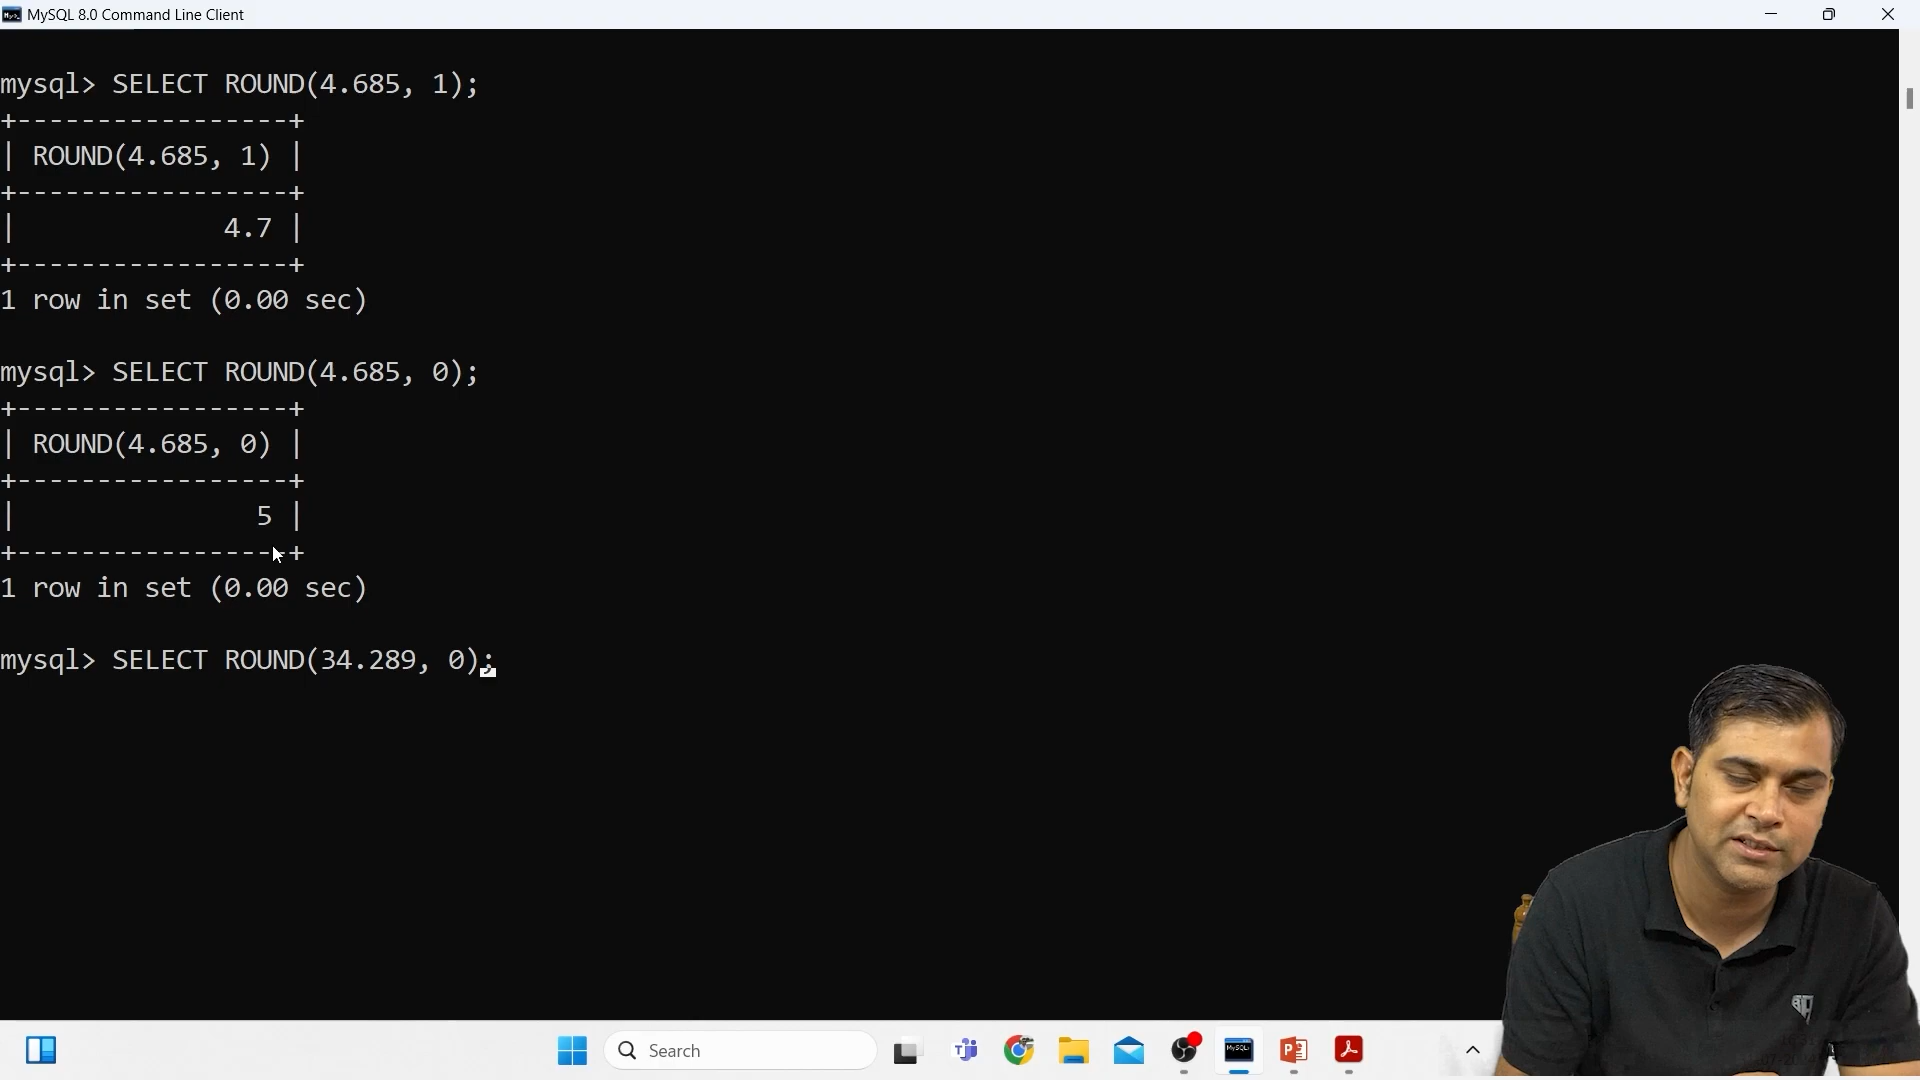 MySQL 8.0 Command Line Client
mysql> SELECT ROUND(4.685, 1);
+-----------------+
| ROUND(4.685, 1) |
+-----------------+
|             4.7 |
+-----------------+
1 row in set (0.00 sec)
mysql> SELECT ROUND(4.685, 0);
+-----------------+
| ROUND(4.685, 0) |
+-----------------+
|               5 |
+-----------------+
1 row in set (0.00 sec)
mysql> SELECT ROUND(34.289, 0);
Search